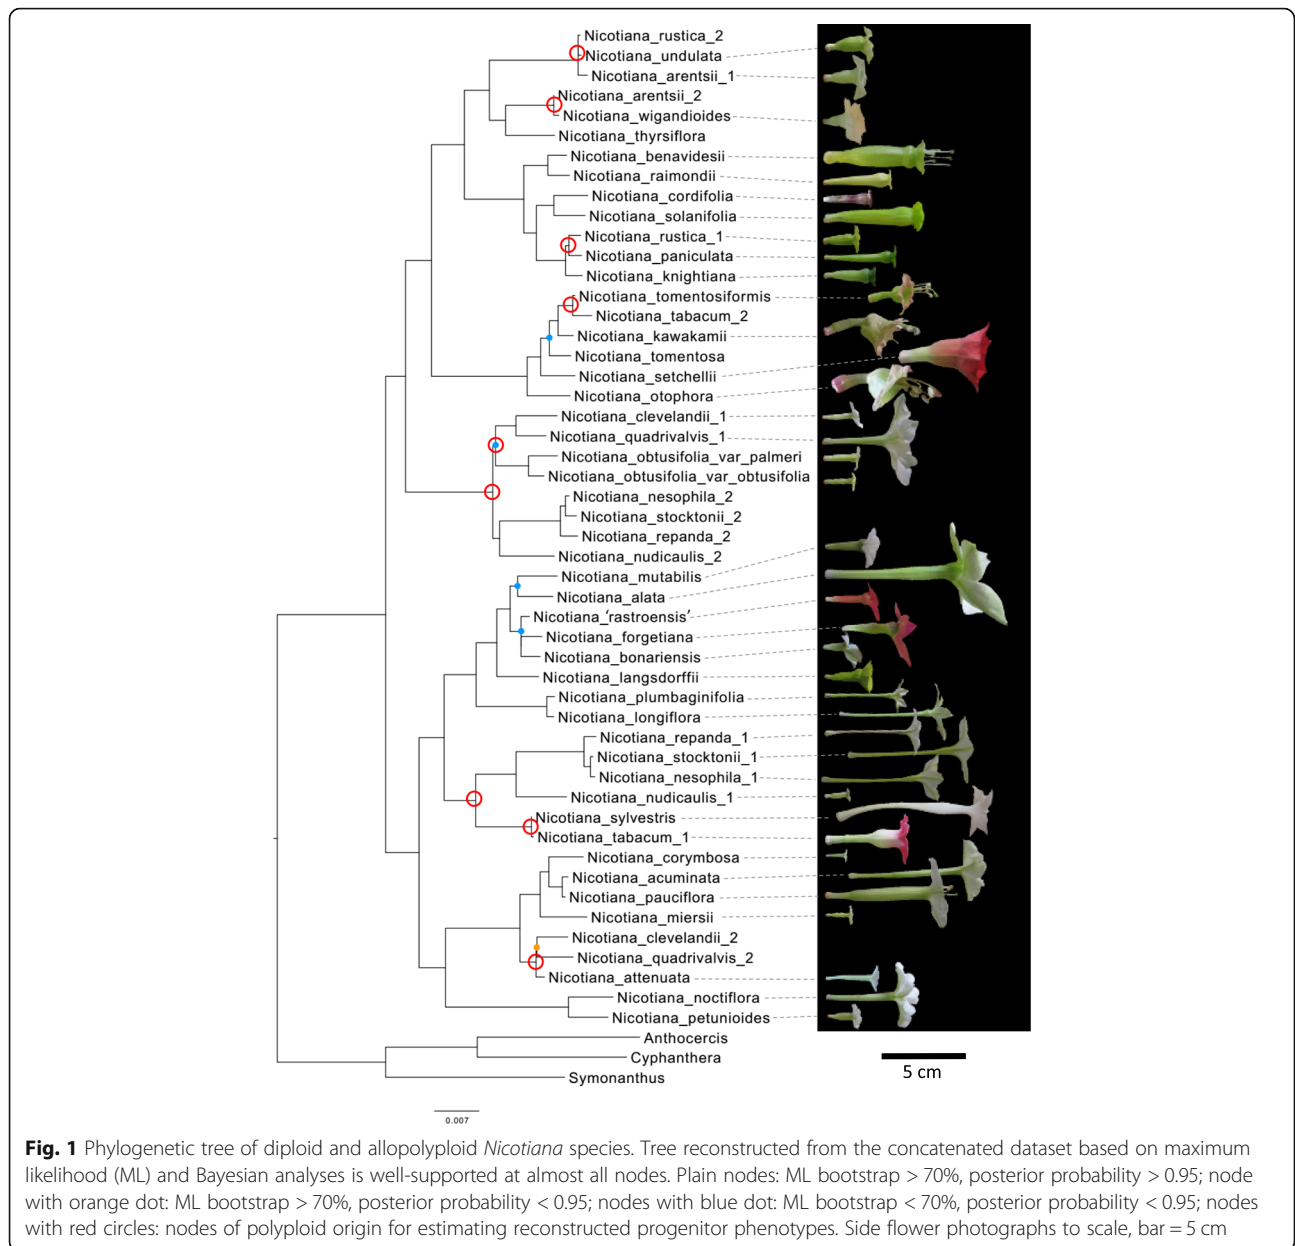 Nicotiana_rustica_2
Nicotiana_undulata
Nicotiana_arentsii_1
Nicotiana_arentsii_2
Nicotiana_wigandioides
Nicotiana_thyrsiflora
Nicotiana_benavidesii
Nicotiana_raimondii
Nicotiana_cordifolia
Nicotiana_solanifolia
Nicotiana_rustica_1
Nicotiana_paniculata
Nicotiana_knightiana
Nicotiana_tomentosiformis
Nicotiana_tabacum_2
Nicotiana_kawakamii
Nicotiana_tomentosa
Nicotiana_setchellii
Nicotiana_otophora
Nicotiana_clevelandii_1
Nicotiana_quadrivalvis_1
Nicotiana_obtusifolia_var_palmeri
Nicotiana_obtusifolia_var_obtusifolia
Nicotiana_nesophila_2
Nicotiana_stocktonii_2
Nicotiana_repanda_2
Nicotiana_nudicaulis_2
Nicotiana_mutabilis
Nicotiana_alata
Nicotiana_‘rastroensis’
Nicotiana_forgetiana
Nicotiana_bonariensis
Nicotiana_langsdorffii
Nicotiana_plumbaginifolia
Nicotiana_longiflora
Nicotiana_repanda_1
Nicotiana_stocktonii_1
Nicotiana_nesophila_1
Nicotiana_nudicaulis_1
Nicotiana_sylvestris
Nicotiana_tabacum_1
Nicotiana_corymbosa
Nicotiana_acuminata
Nicotiana_pauciflora
Nicotiana_miersii
Nicotiana_clevelandii_2
Nicotiana_quadrivalvis_2
Nicotiana_attenuata
Nicotiana_noctiflora
Nicotiana_petunioides
Anthocercis
Cyphanthera
Symonanthus
5 cm
0.007
Fig. 1 Phylogenetic tree of diploid and allopolyploid Nicotiana species. Tree reconstructed from the concatenated dataset based on maximum
likelihood (ML) and Bayesian analyses is well-supported at almost all nodes. Plain nodes: ML bootstrap > 70%, posterior probability > 0.95; node
with orange dot: ML bootstrap > 70%, posterior probability < 0.95; nodes with blue dot: ML bootstrap < 70%, posterior probability < 0.95; nodes
with red circles: nodes of polyploid origin for estimating reconstructed progenitor phenotypes. Side flower photographs to scale, bar = 5 cm